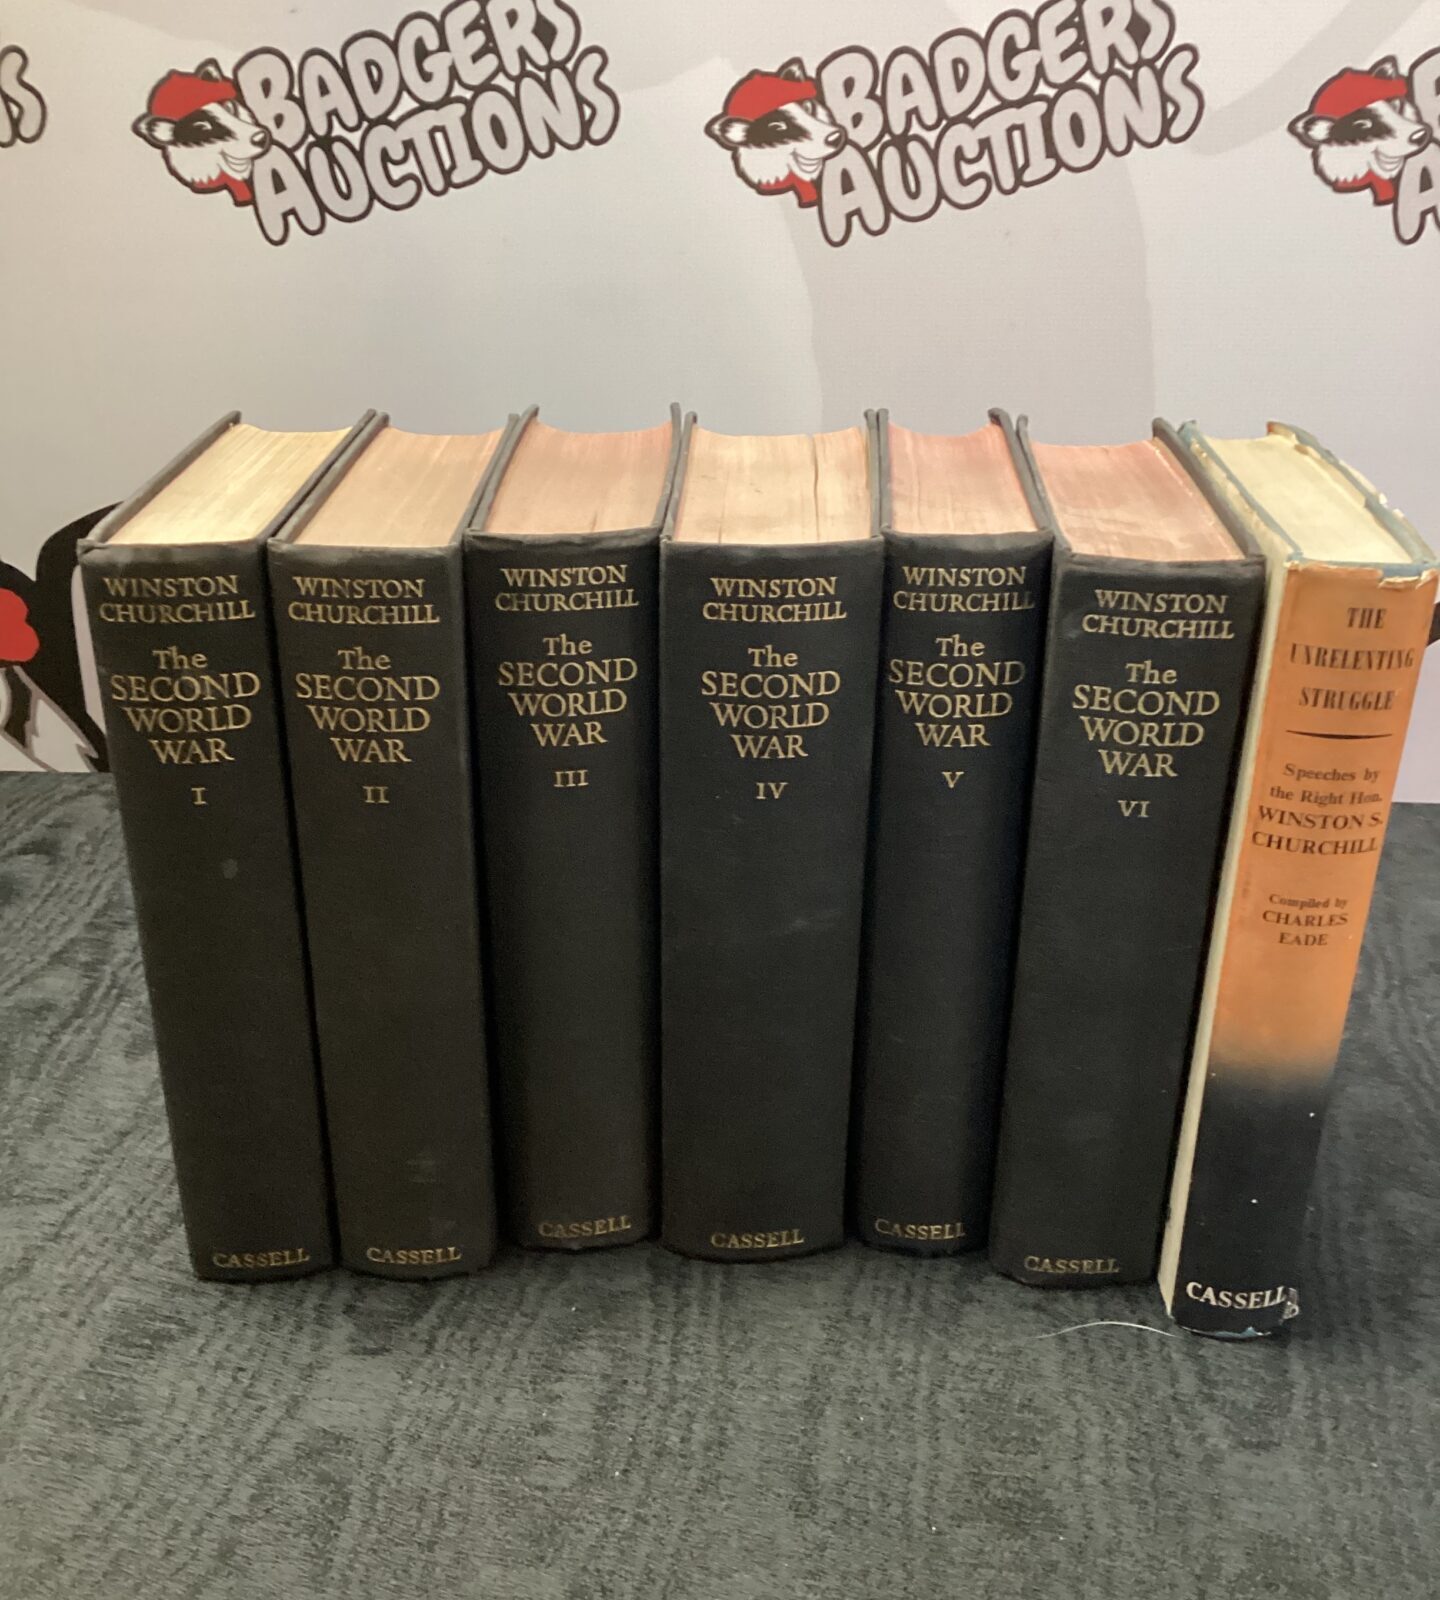 BADGERS
AUCTIONS
BADGERS
AUCTIONS
WINSTON
CHURCHILL
The
SECOND
WORLD
WAR
I
CASSELL
WINSTON
CHURCHILL
The
SECOND
WORLD
WAR
II
CASSELL
WINSTON
CHURCHILL
The
SECOND
WORLD
WAR
III
CASSELL
WINSTON
CHURCHILL
The
SECOND
WORLD
WAR
IV
CASSELL
WINSTON
CHURCHILL
The
SECOND
WORLD
WAR
V
CASSELL
WINSTON
CHURCHILL
The
SECOND
WORLD
WAR
VI
CASSELL
THE
UNRELENTING
STRUGGLE
Speeches by
the Right Hon.
WINSTON S.
CHURCHILL
Compiled by
CHARLES
EADE
CASSELL